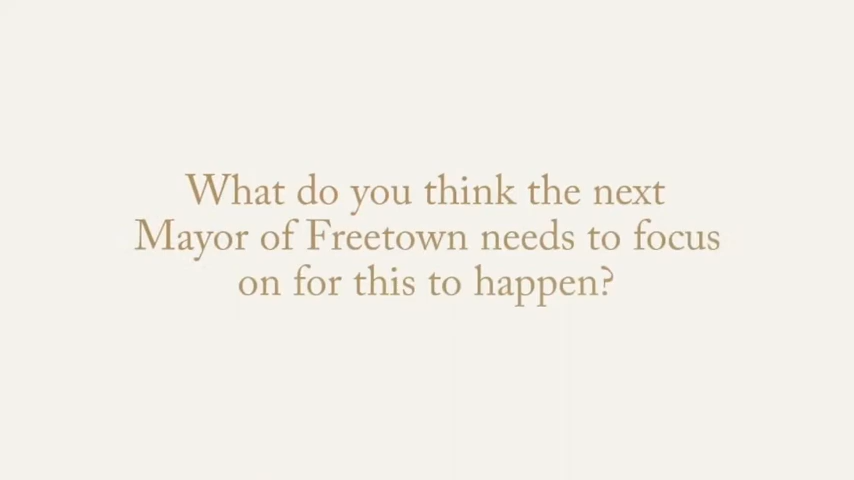 What do you think the next
Mayor of Freetown needs to focus
on for this to happen?